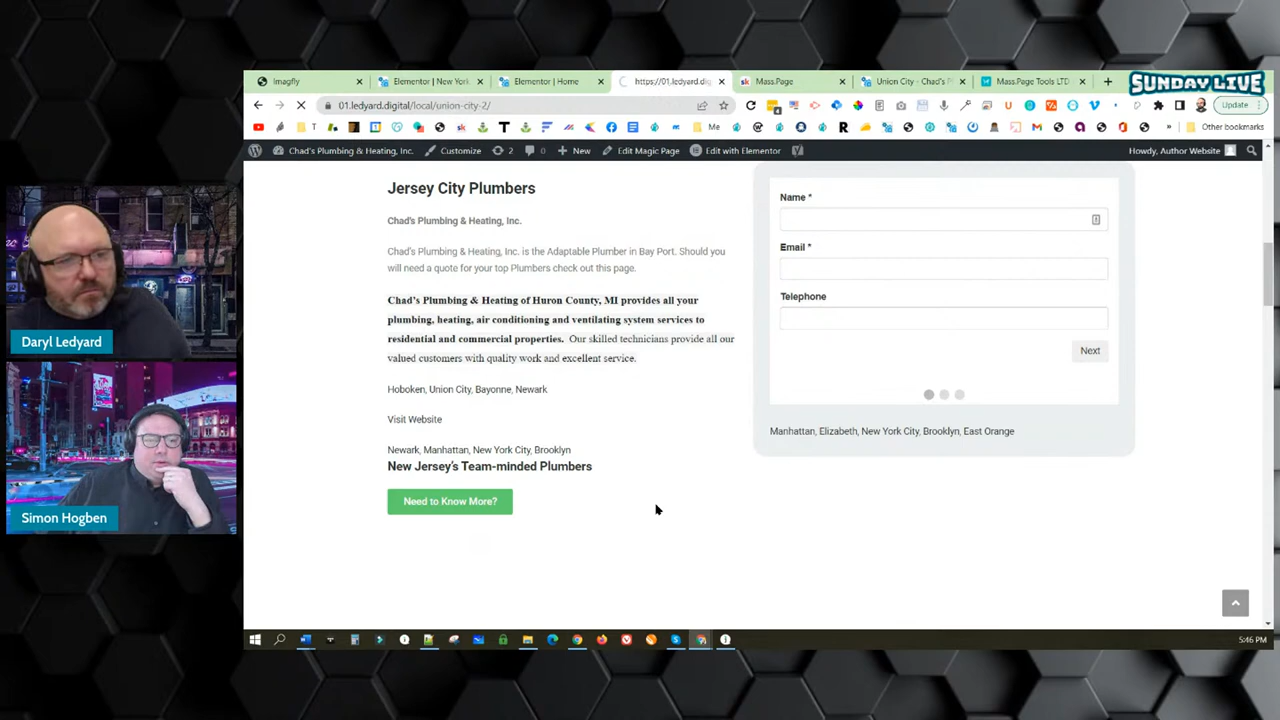 SUNDAY LIVE
Imagfly
Elementor | New York
Elementor | Home
https://01.ledyard.dig
Mass.Page
Union City - Chad's P
Mass.Page Tools LTD
01.ledyard.digital/local/union-city-2/
Update
Me
Other bookmarks
Chad's Plumbing & Heating, Inc.
Customize
2
0
New
Edit Magic Page
Edit with Elementor
Howdy, Author Website
Jersey City Plumbers
Chad's Plumbing & Heating, Inc.
Chad's Plumbing & Heating, Inc. is the Adaptable Plumber in Bay Port. Should you
will need a quote for your top Plumbers check out this page.
Chad's Plumbing & Heating of Huron County, MI provides all your
plumbing, heating, air conditioning and ventilating system services to
residential and commercial properties. Our skilled technicians provide all our
valued customers with quality work and excellent service.
Hoboken, Union City, Bayonne, Newark
Visit Website
Newark, Manhattan, New York City, Brooklyn
New Jersey's Team-minded Plumbers
Need to Know More?
Name *
Email *
Telephone
Next
Manhattan, Elizabeth, New York City, Brooklyn, East Orange
Daryl Ledyard
Simon Hogben
5:46 PM